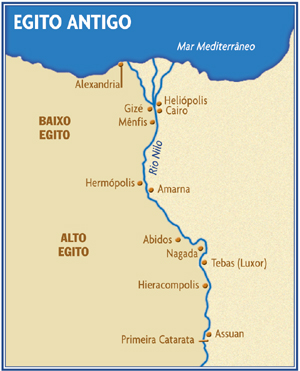 EGITO ANTIGO
Mar Mediterrâneo
Alexandrial
Heliópolis
Gizé
Cairo
Mênfis
BAIXO
EGITO
Rio Nilo
Hermópolis
Amarna
ALTO
EGITO
Abidos
Nagada
Tebas (Luxor)
Hieracompolis
Assuan
Primeira Catarata